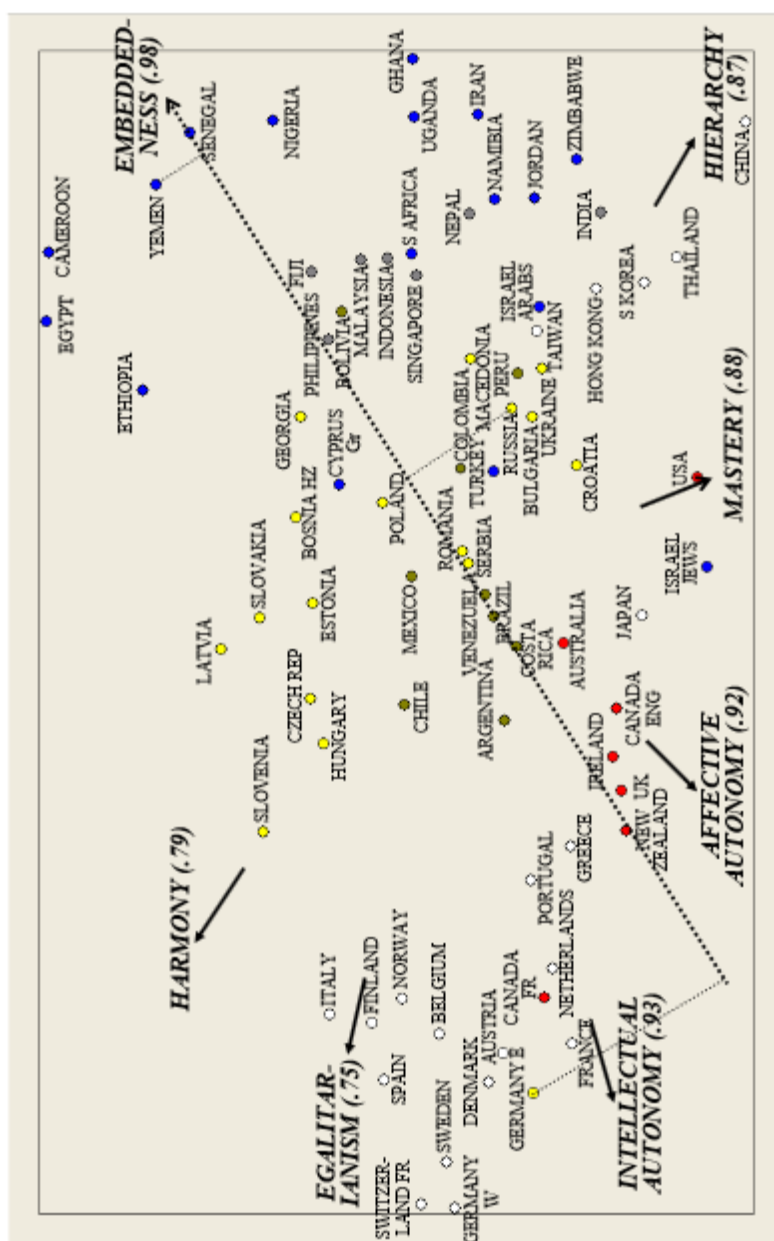 EGYPT
CAMEROON
HARMONY (.79)
ETHIOPIA
YEMEN
EMBEDDED-
NESS (.98)
LATVIA
SENEGAL
SLOVENIA
SLOVAKIA
NIGERIA
EGALITAR-
LANISM (.75)
ITALY
CZECH REP
BOSNIA HZ
GEORGIA
ESTONIA
HUNGARY
PHILIPPINES
FIJI
CYPRUS
Gr
BOLIVIA
FINLAND
MALAYSIA
SWITZER-
LAND FR
SPAIN
NORWAY
POLAND
INDONESIA
GHANA
CHILE
MEXICO
SINGAPORE
S AFRICA
UGANDA
SWEDEN
BELGIUM
ROMANIA
GERMANY
W
DENMARK
VENEZUELA
SERBIA
COLOMBIA
MACEDONIA
NEPAL
IRAN
AUSTRIA
ARGENTINA
BRAZIL
TURKEY
PERU
NAMIBIA
GERMANY E
CANADA
FR
COSTA
RICA
RUSSIA
BULGARIA
UKRAINE
TAIWAN
ISRAEL
ARABS
JORDAN
PORTUGAL
NETHERLANDS
FRANCE
GREECE
AUSTRALIA
CROATIA
HONG KONG
INDIA
ZIMBABWE
IRELAND
INTELLECTUAL
AUTONOMY (.93)
NEW
ZEALAND
UK
CANADA
ENG
JAPAN
S KOREA
USA
THAILAND
ISRAEL
JEWS
AFFECTIVE
AUTONOMY (.92)
MASTERY (.88)
HIERARCHY
(.87)
CHINA